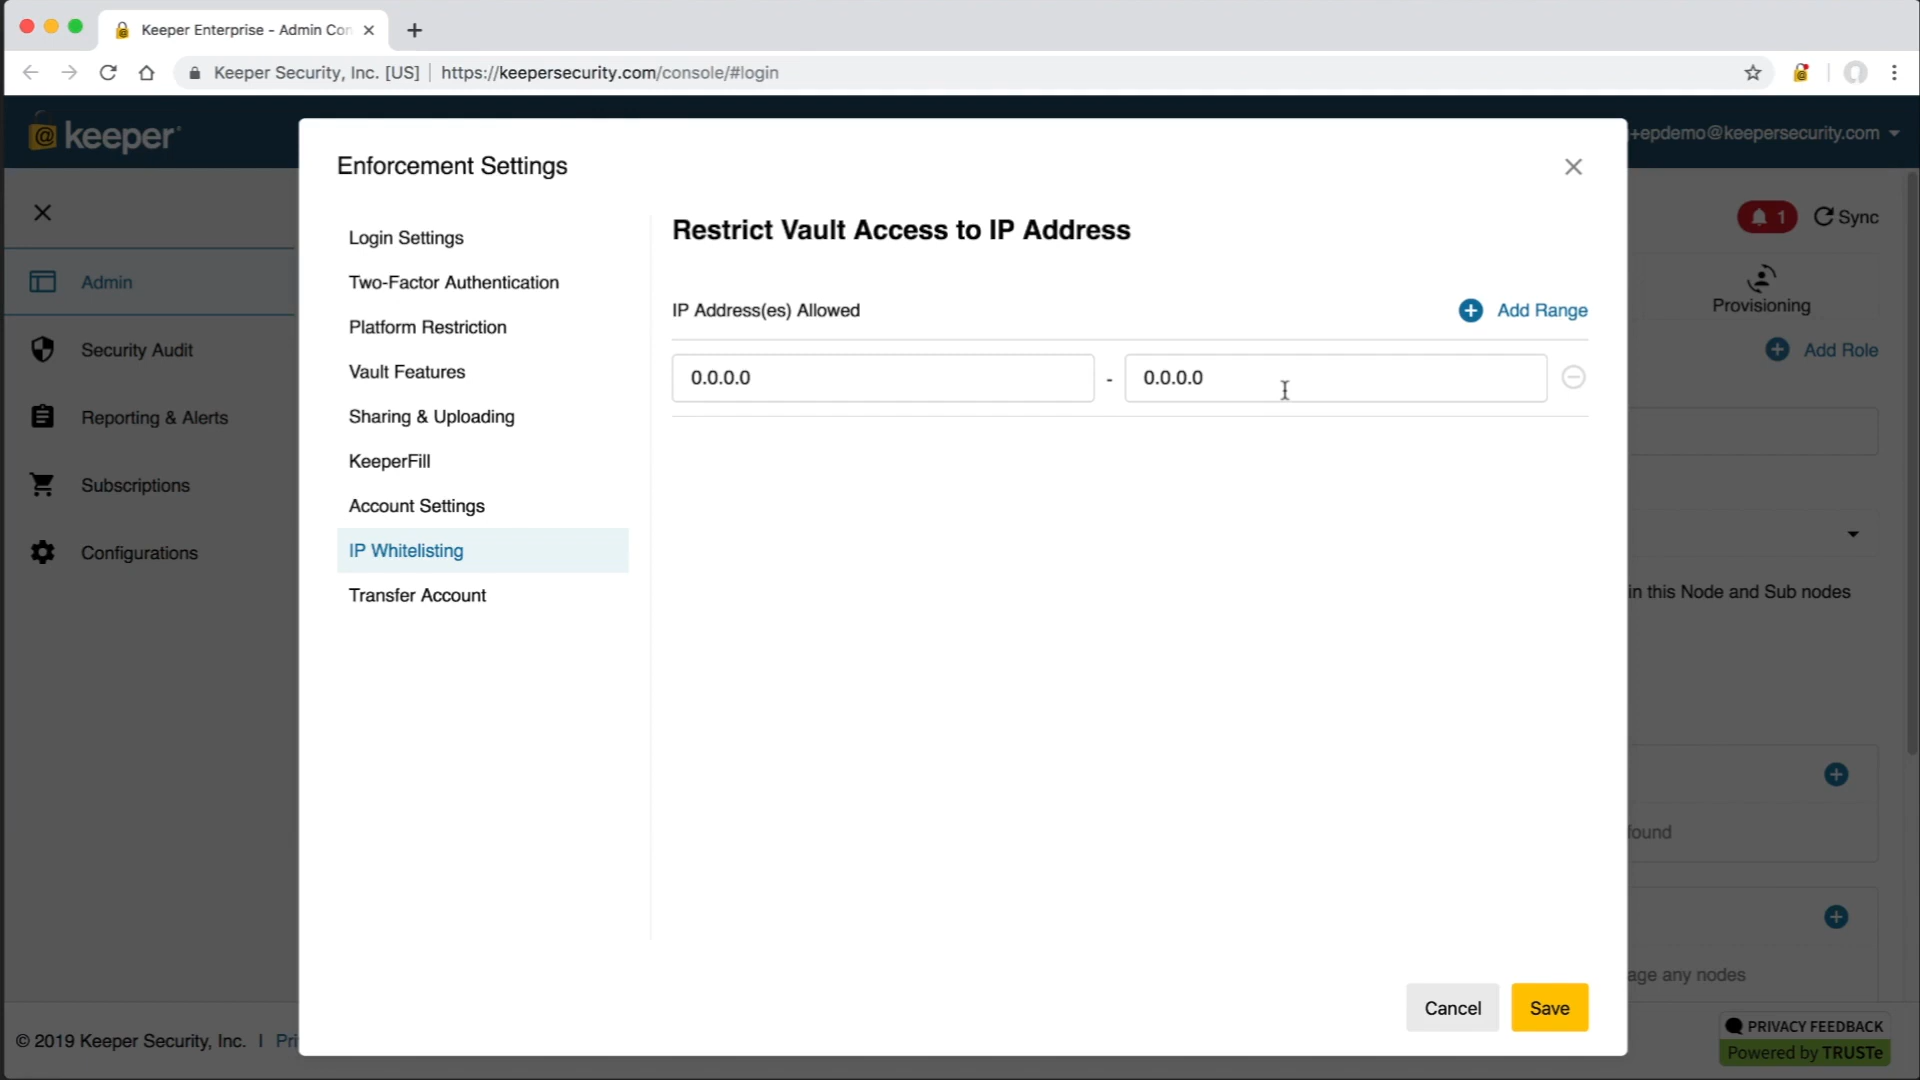 Keeper Enterprise - Admin Con
Keeper Security, Inc. [US] | https://keepersecurity.com/console/#login
keeper
+epdemo@keepersecurity.com
Enforcement Settings
1
Sync
Admin
Security Audit
Reporting & Alerts
Subscriptions
Configurations
Login Settings
Two-Factor Authentication
Platform Restriction
Vault Features
Sharing & Uploading
KeeperFill
Account Settings
IP Whitelisting
Transfer Account
Restrict Vault Access to IP Address
IP Address(es) Allowed
Add Range
0.0.0.0 - 0.0.0.0
Provisioning
Add Role
in this Node and Sub nodes
found
age any nodes
Cancel
Save
© 2019 Keeper Security, Inc. | Pri
PRIVACY FEEDBACK
Powered by TRUSTe